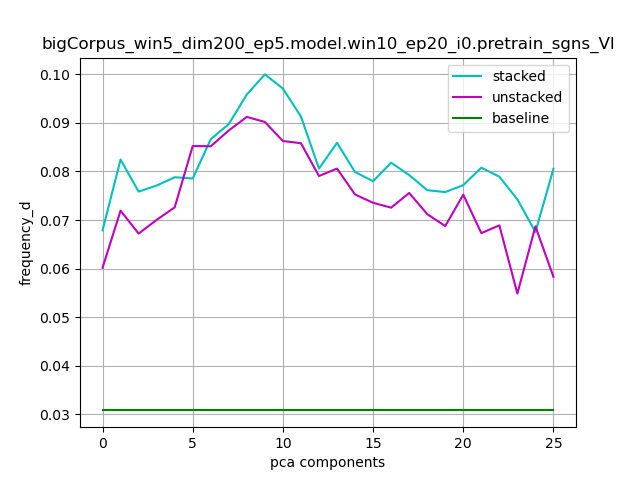 bigCorpus_win5_dim200_ep5.model.win10_ep20_i0.pretrain_sgns_VI
0.10
0.09
0.08
0.07
0.06
0.05
0.04
0.03
frequency_d
stacked
unstacked
baseline
0 5 10 15 20 25
pca components